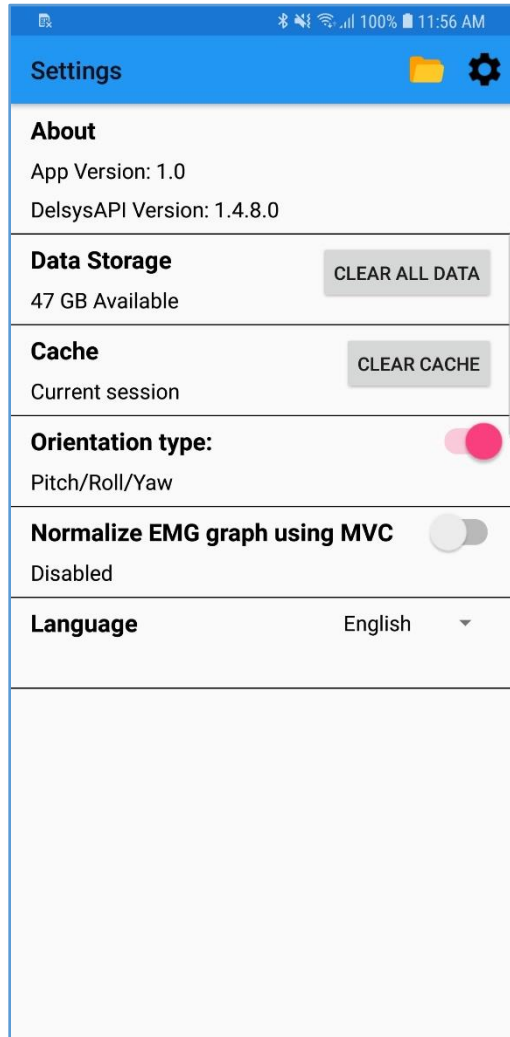 100% 11:56 AM
Settings
About
App Version: 1.0
DelsysAPI Version: 1.4.8.0
Data Storage
CLEAR ALL DATA
47 GB Available
Cache
CLEAR CACHE
Current session
Orientation type:
Pitch/Roll/Yaw
Normalize EMG graph using MVC
Disabled
Language English